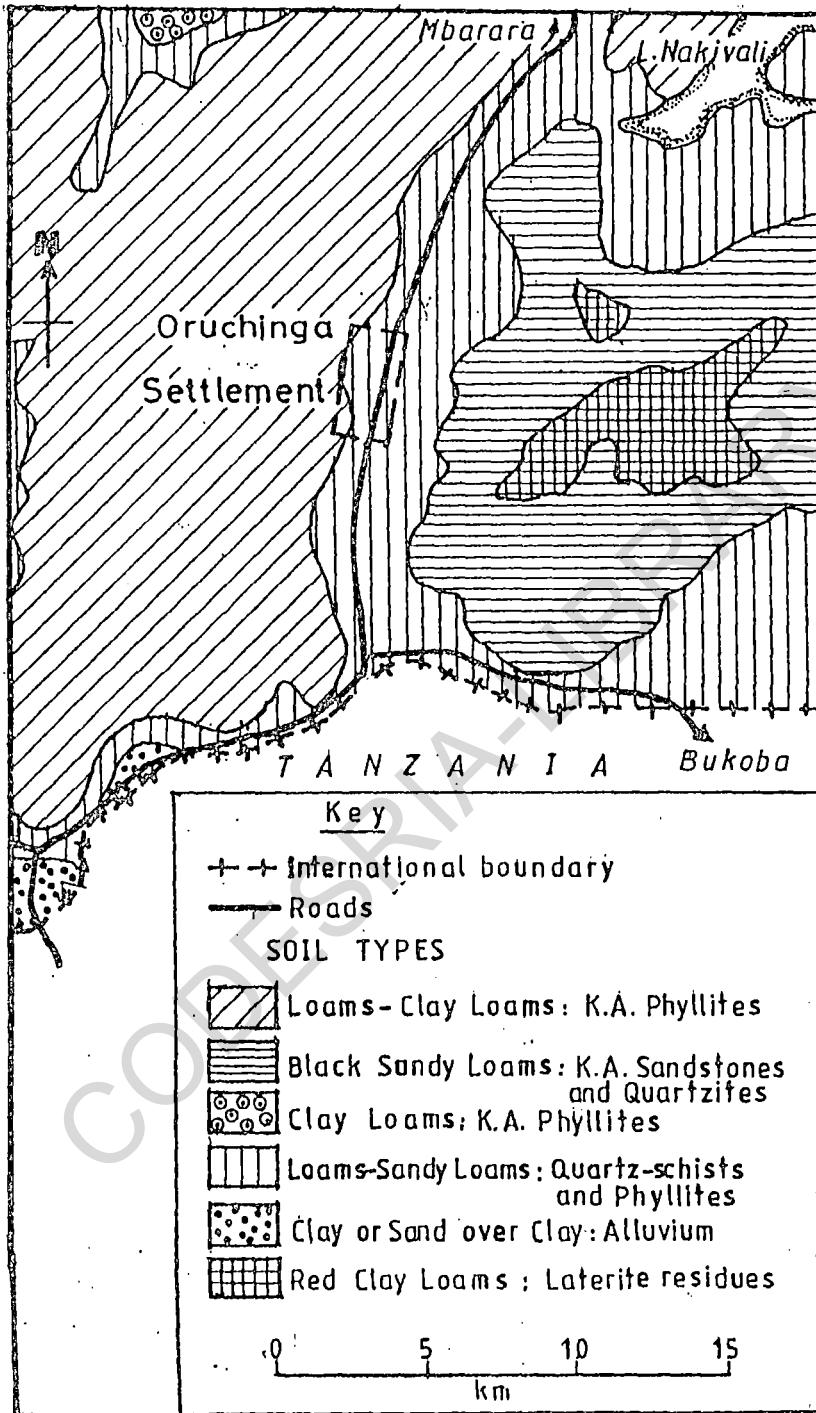 Mbarara
L. Nakivali
N
Oruchinga
Settlement
TANZANIA
Bukoba
Key
International boundary
Roads
SOIL TYPES
Loams-Clay Loams: K.A. Phyllites
Black Sandy Loams: K.A. Sandstones
and Quartzites
Clay Loams: K.A. Phyllites
Loams-Sandy Loams: Quartz-schists
and Phyllites
Clay or Sand over Clay: Alluvium
Red Clay Loams: Laterite residues
0 5 10 15
km
CODESRIA-LIBRARY